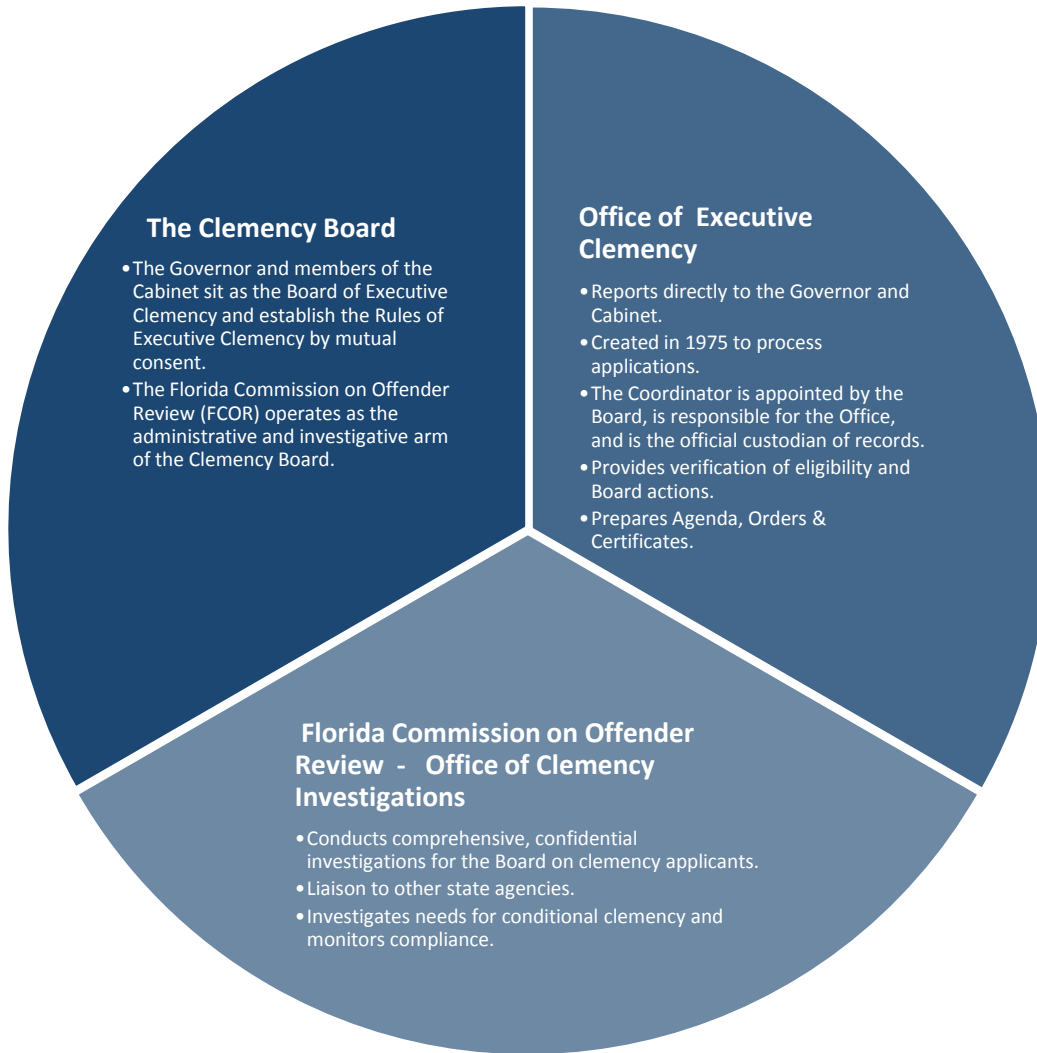 The Clemency Board
•The Governor and members of the
Cabinet sit as the Board of Executive
Clemency and establish the Rules of
Executive Clemency by mutual
consent.
•The Florida Commission on Offender
Review (FCOR) operates as the
administrative and investigative arm
of the Clemency Board.
Office of Executive
Clemency
•Reports directly to the Governor and
Cabinet.
•Created in 1975 to process
applications.
•The Coordinator is appointed by the
Board, is responsible for the Office,
and is the official custodian of records.
•Provides verification of eligibility and
Board actions.
•Prepares Agenda, Orders &
Certificates.
Florida Commission on Offender
Review - Office of Clemency
Investigations
•Conducts comprehensive, confidential
investigations for the Board on clemency applicants.
•Liaison to other state agencies.
•Investigates needs for conditional clemency and
monitors compliance.